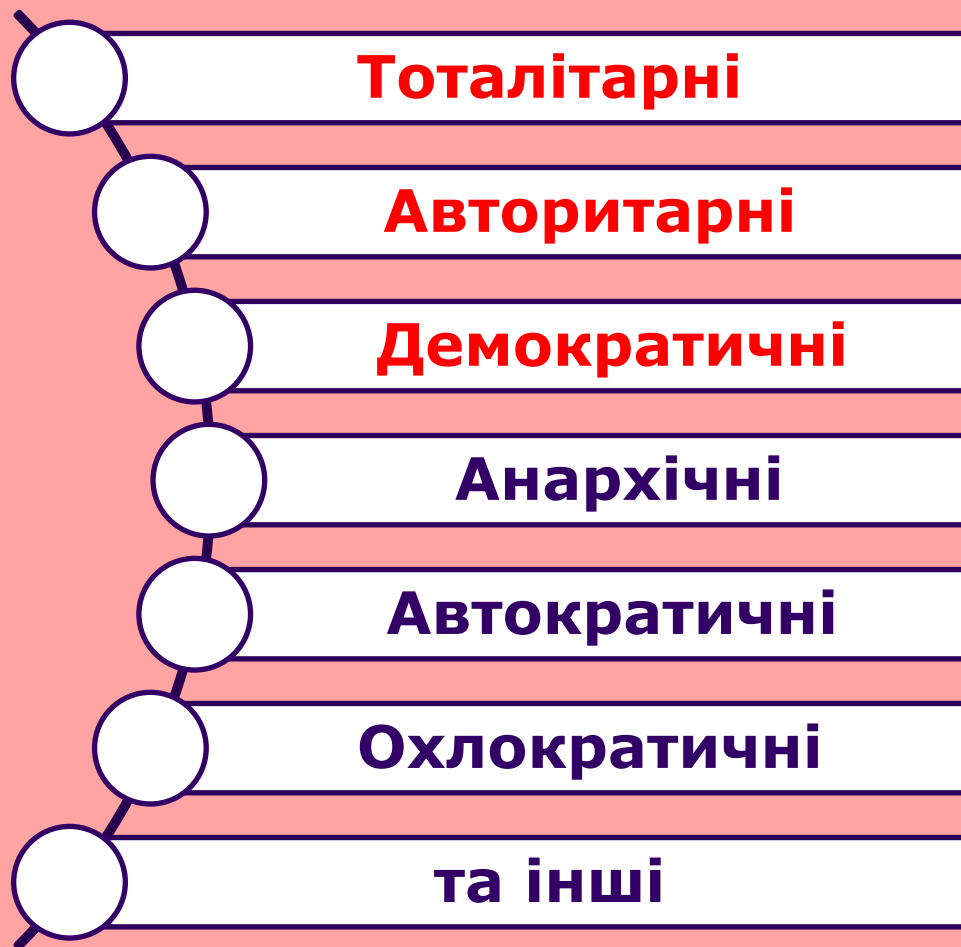 Тоталітарні
Авторитарні
Демократичні
Анархічні
Автократичні
Охлократичні
та інші